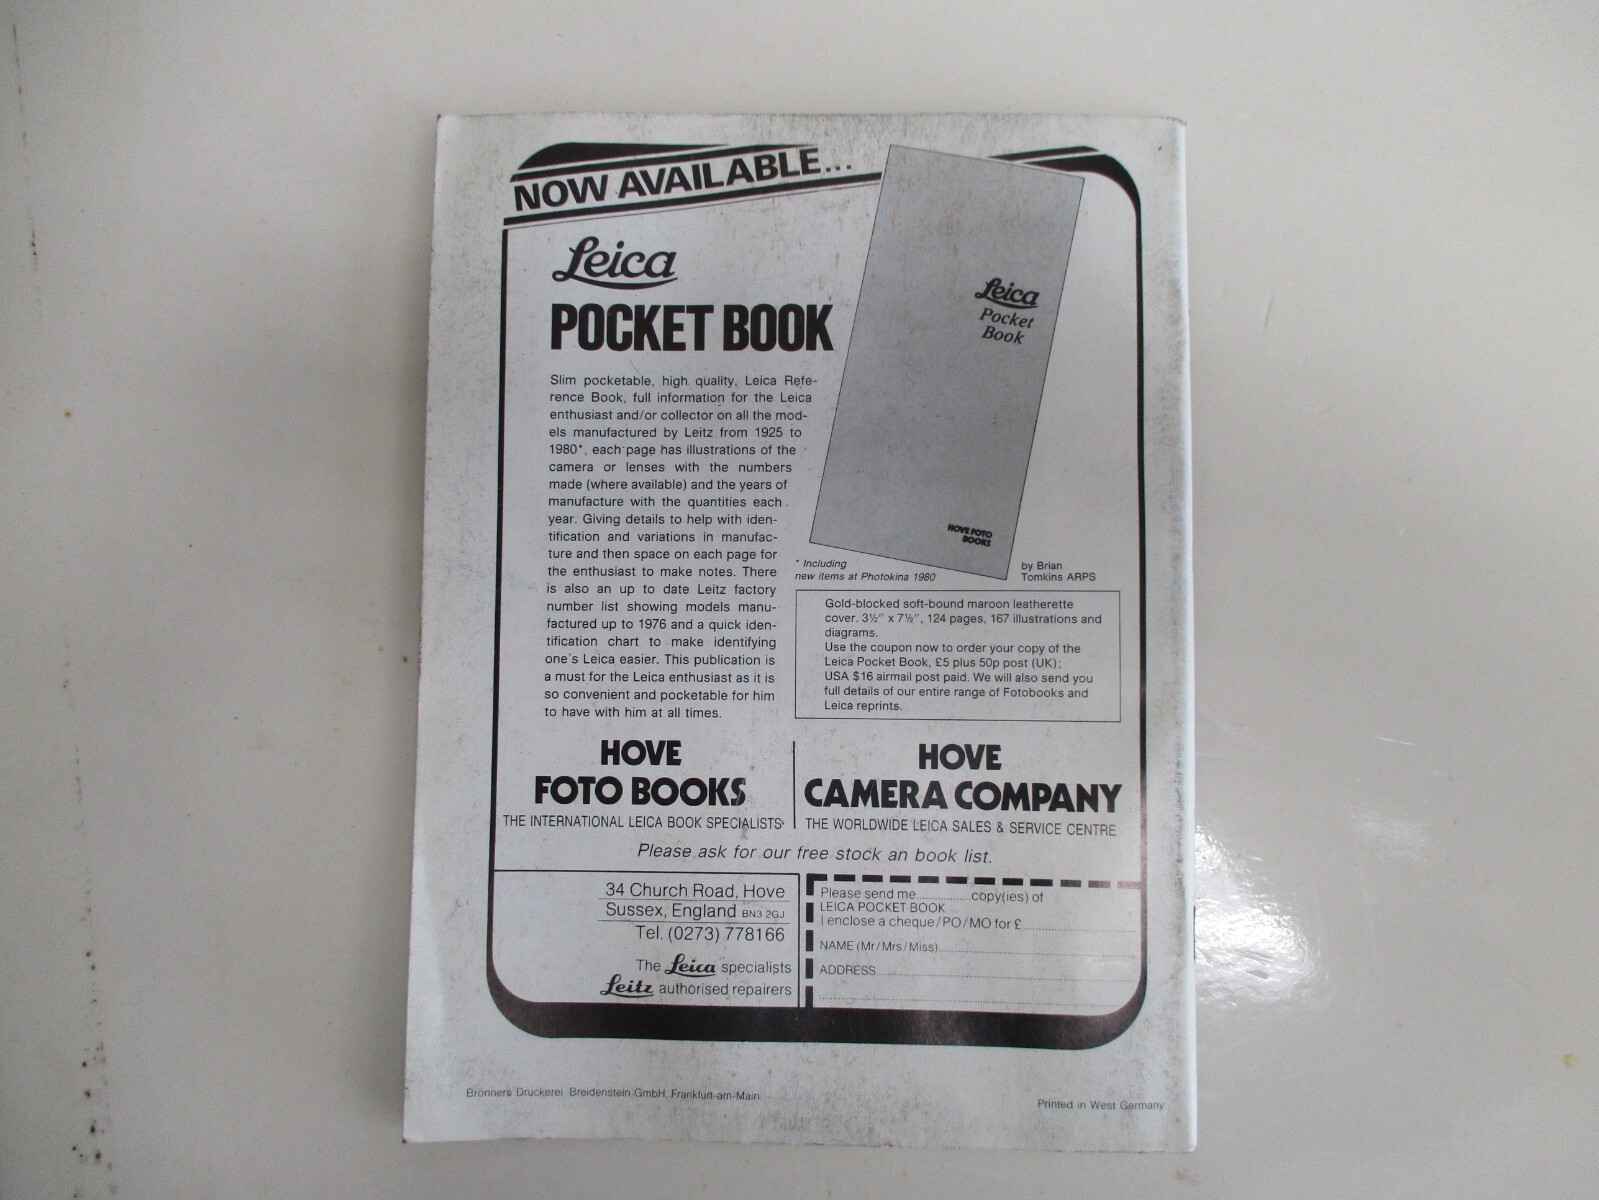 NOW AVAILABLE...
Leica
POCKET BOOK
Slim pocketable, high quality, Leica Refe-
rence Book, full information for the Leica
enthusiast and/or collector on all the mod-
els manufactured by Leitz from 1925 to
1980*, each page has illustrations of the
camera or lenses with the numbers
made (where available) and the years of
manufacture with the quantities each
year. Giving details to help with iden-
tification and variations in manufac-
ture and then space on each page for
the enthusiast to make notes. There
is also an up to date Leitz factory
number list showing models manu-
factured up to 1976 and a quick iden-
tification chart to make identifying
one's Leica easier. This publication is
a must for the Leica enthusiast as it is
so convenient and pocketable for him
to have with him at all times.
Leica
Pocket
Book
HOVE FOTO
BOOKS
* Including
new items at Photokina 1980
by Brian
Tomkins ARPS
Gold-blocked soft-bound maroon leatherette
cover. 3½″ x 7½″, 124 pages, 167 illustrations and
diagrams.
Use the coupon now to order your copy of the
Leica Pocket Book, £5 plus 50p post (UK);
USA $16 airmail post paid. We will also send you
full details of our entire range of Fotobooks and
Leica reprints.
HOVE
FOTO BOOKS
THE INTERNATIONAL LEICA BOOK SPECIALISTS
HOVE
CAMERA COMPANY
THE WORLDWIDE LEICA SALES & SERVICE CENTRE
Please ask for our free stock an book list.
34 Church Road, Hove
Sussex, England BN3 2GJ
Tel. (0273) 778166
The Leica specialists
Leitz authorised repairers
Please send me................copy(ies) of
LEICA POCKET BOOK
I enclose a cheque/PO/MO for £..............................
NAME (Mr/Mrs/Miss)..............................
ADDRESS..............................
Brönners Druckerei Breidenstein GmbH, Frankfurt-am-Main.
Printed in West Germany